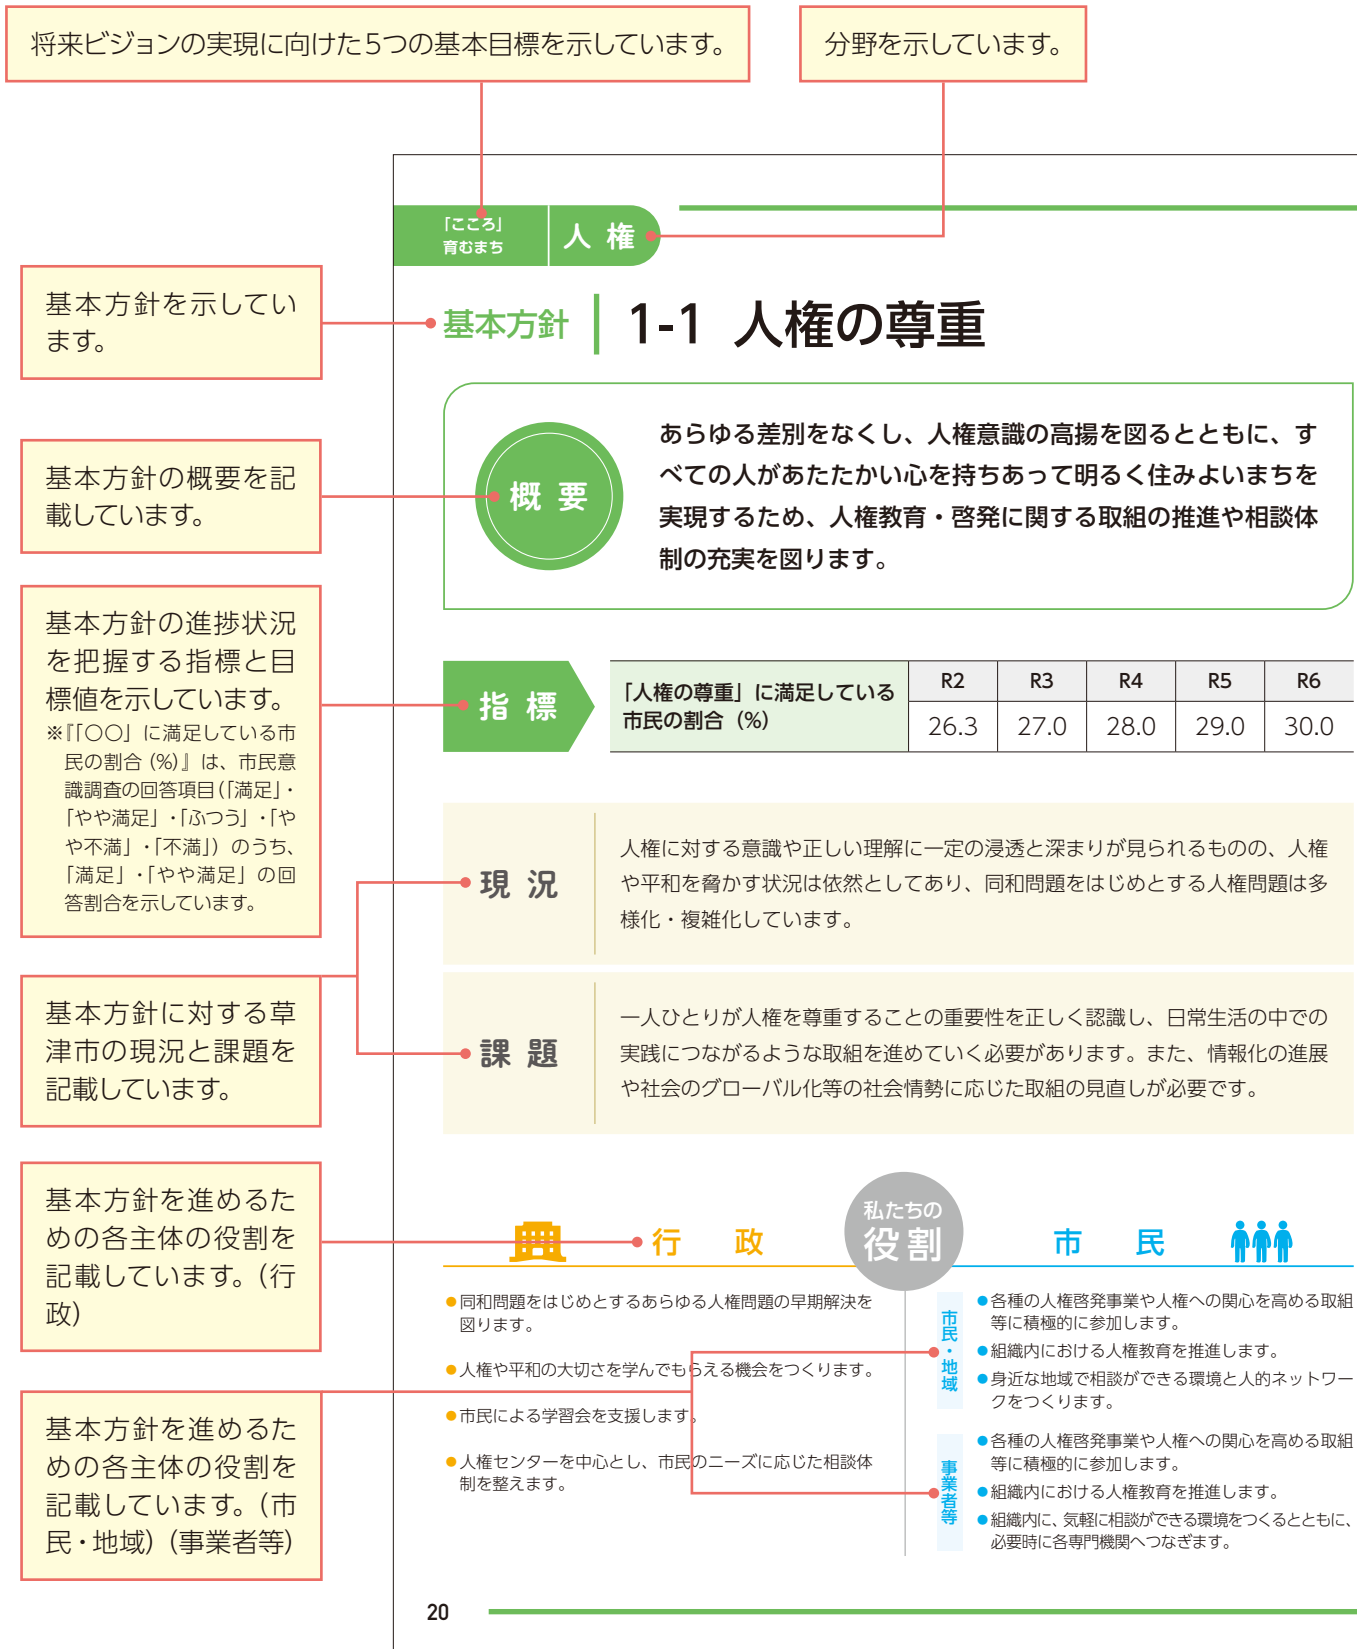 将来ビジョンの実現に向けた5つの基本目標を示しています。
分野を示しています。
「こころ」
育むまち
人権
基本方針を示してい
ます。
基本方針
1-1 人権の尊重
基本方針の概要を記
載しています。
概要
あらゆる差別をなくし、人権意識の高揚を図るとともに、す
べての人があたたかい心を持ちあって明るく住みよいまちを
実現するため、人権教育・啓発に関する取組の推進や相談体
制の充実を図ります。
基本方針の進捗状況
を把握する指標と目
標値を示しています。
※『「〇〇」に満足している市
民の割合(%)』は、市民意
識調査の回答項目(「満足」・
「やや満足」・「ふつう」・「や
や不満」・「不満」)のうち、
「満足」・「やや満足」の回
答割合を示しています。
指標
「人権の尊重」に満足している
市民の割合(%)
R2 R3 R4 R5 R6
26.3 27.0 28.0 29.0 30.0
基本方針に対する草
津市の現況と課題を
記載しています。
現況
人権に対する意識や正しい理解に一定の浸透と深まりが見られるものの、人権
や平和を脅かす状況は依然としてあり、同和問題をはじめとする人権問題は多
様化・複雑化しています。
課題
一人ひとりが人権を尊重することの重要性を正しく認識し、日常生活の中での
実践につながるような取組を進めていく必要があります。また、情報化の進展
や社会のグローバル化等の社会情勢に応じた取組の見直しが必要です。
基本方針を進めるた
めの各主体の役割を
記載しています。(行
政)
私たちの
役割
行政
●同和問題をはじめとするあらゆる人権問題の早期解決を
図ります。
●人権や平和の大切さを学んでもらえる機会をつくります。
●市民による学習会を支援します。
●人権センターを中心とし、市民のニーズに応じた相談体
制を整えます。
基本方針を進めるた
めの各主体の役割を
記載しています。(市
民・地域)(事業者等)
市民
市民・地域
●各種の人権啓発事業や人権への関心を高める取組
等に積極的に参加します。
●組織内における人権教育を推進します。
●身近な地域で相談ができる環境と人的ネットワー
クをつくります。
事業者等
●各種の人権啓発事業や人権への関心を高める取組
等に積極的に参加します。
●組織内における人権教育を推進します。
●組織内に、気軽に相談ができる環境をつくるとともに、
必要時に各専門機関へつなぎます。
20